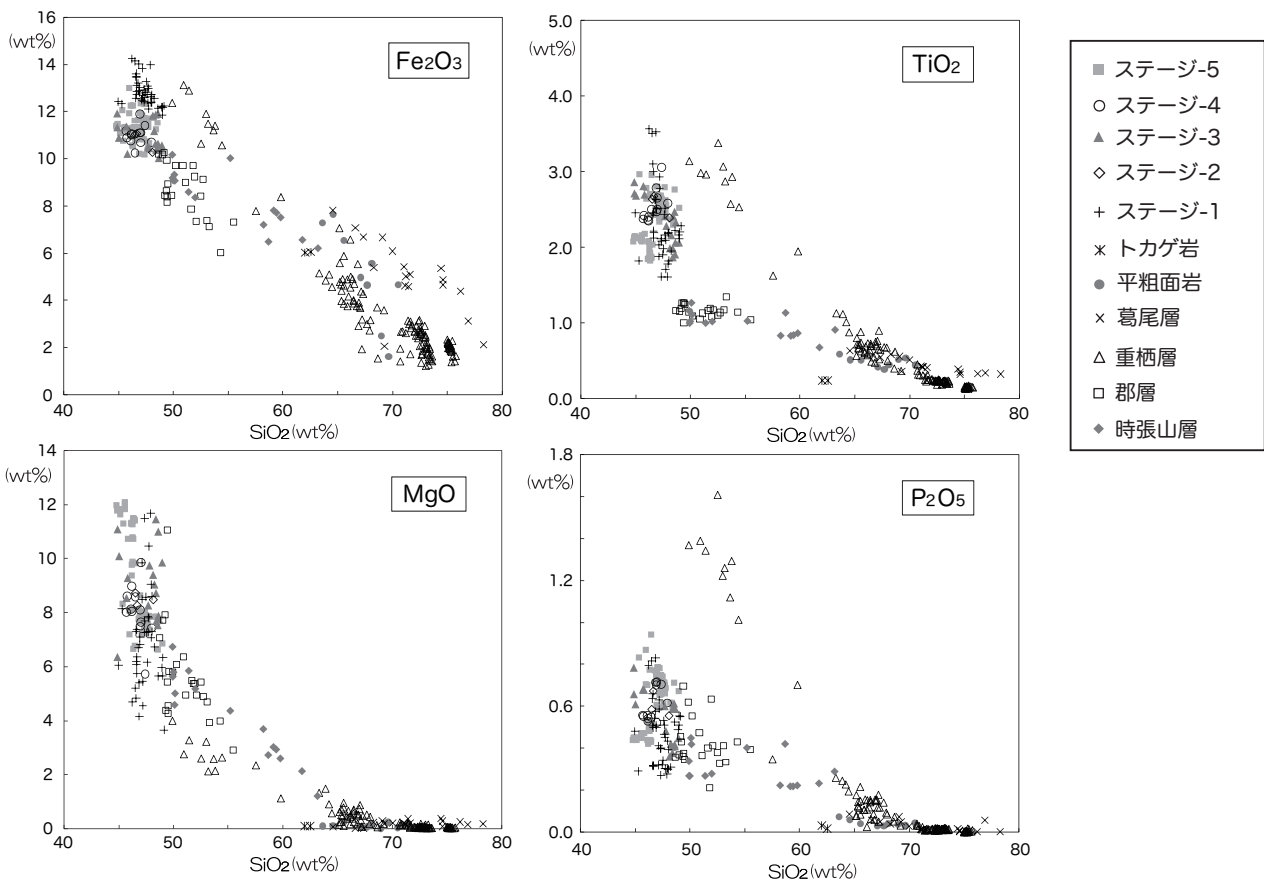 16
(wt%)
14
12
10
8
6
4
2
0
40
50
60
70
80
SiO2(wt%)
Fe2O3
5.0
(wt%)
4.0
3.0
2.0
1.0
0.0
40
50
60
70
80
SiO2(wt%)
TiO2
14
(wt%)
12
10
8
6
4
2
0
40
50
60
70
80
SiO2(wt%)
MgO
1.8
(wt%)
1.2
0.6
0.0
40
50
60
70
80
SiO2(wt%)
P2O5
ステージ-5
ステージ-4
ステージ-3
ステージ-2
ステージ-1
トカゲ岩
平粗面岩
葛尾層
重栖層
郡層
時張山層